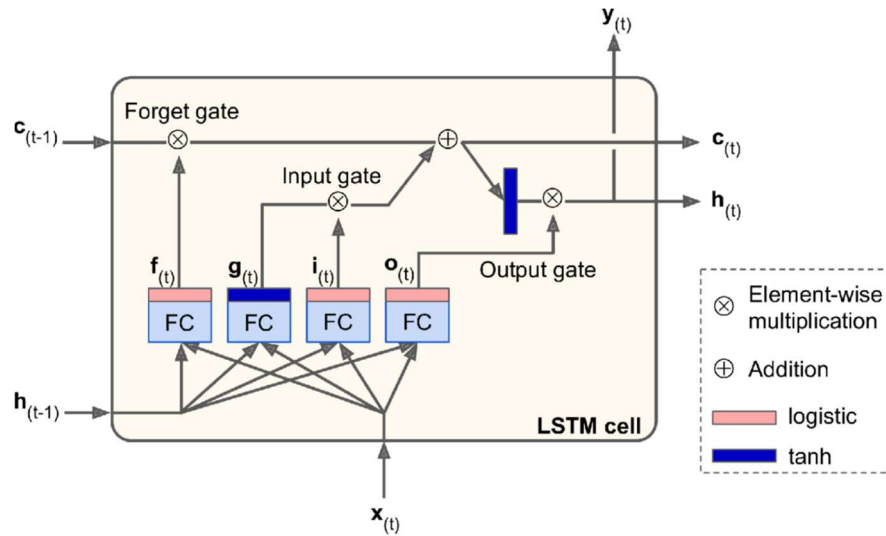 y(t)
Forget gate
c(t-1)
c(t)
Input gate
h(t)
f(t)
g(t)
i(t)
o(t)
Output gate
FC
FC
FC
FC
h(t-1)
LSTM cell
x(t)
⊗ Element-wise
multiplication
⊕ Addition
logistic
tanh